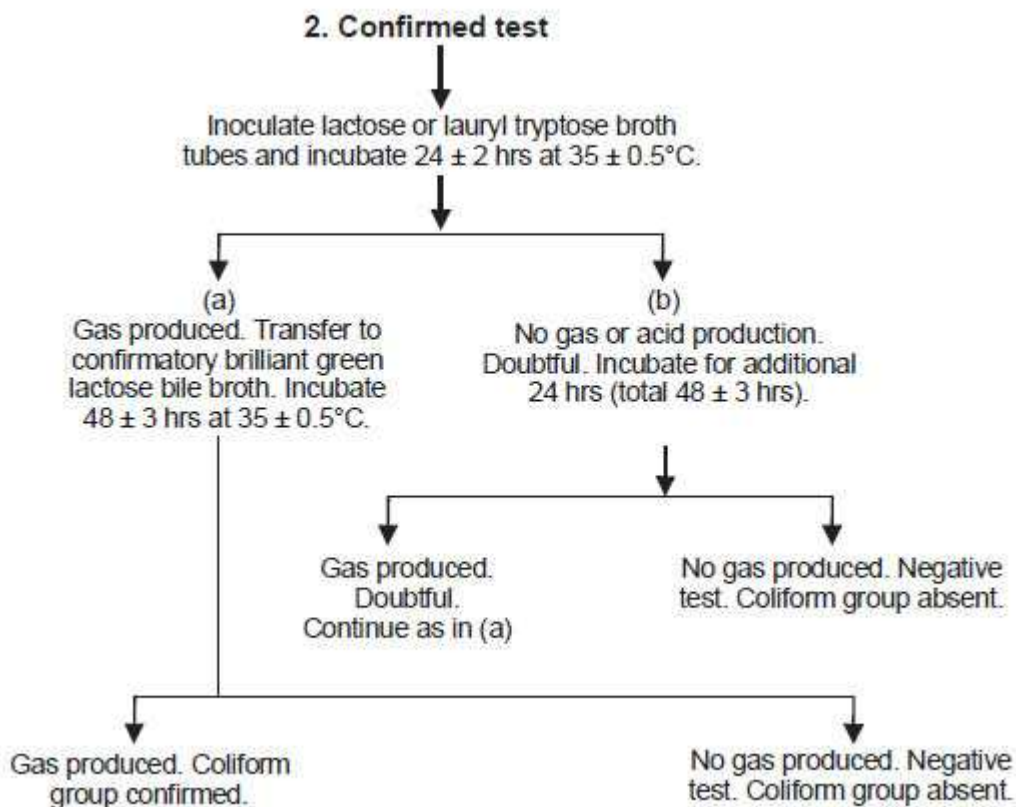 2. Confirmed test
Inoculate lactose or lauryl tryptose broth
tubes and incubate 24 ± 2 hrs at 35 ± 0.5°C.
(a)
Gas produced. Transfer to
confirmatory brilliant green
lactose bile broth. Incubate
48 ± 3 hrs at 35 ± 0.5°C.
(b)
No gas or acid production.
Doubtful. Incubate for additional
24 hrs (total 48 ± 3 hrs).
Gas produced.
Doubtful.
Continue as in (a)
No gas produced. Negative
test. Coliform group absent.
Gas produced. Coliform
group confirmed.
No gas produced. Negative
test. Coliform group absent.